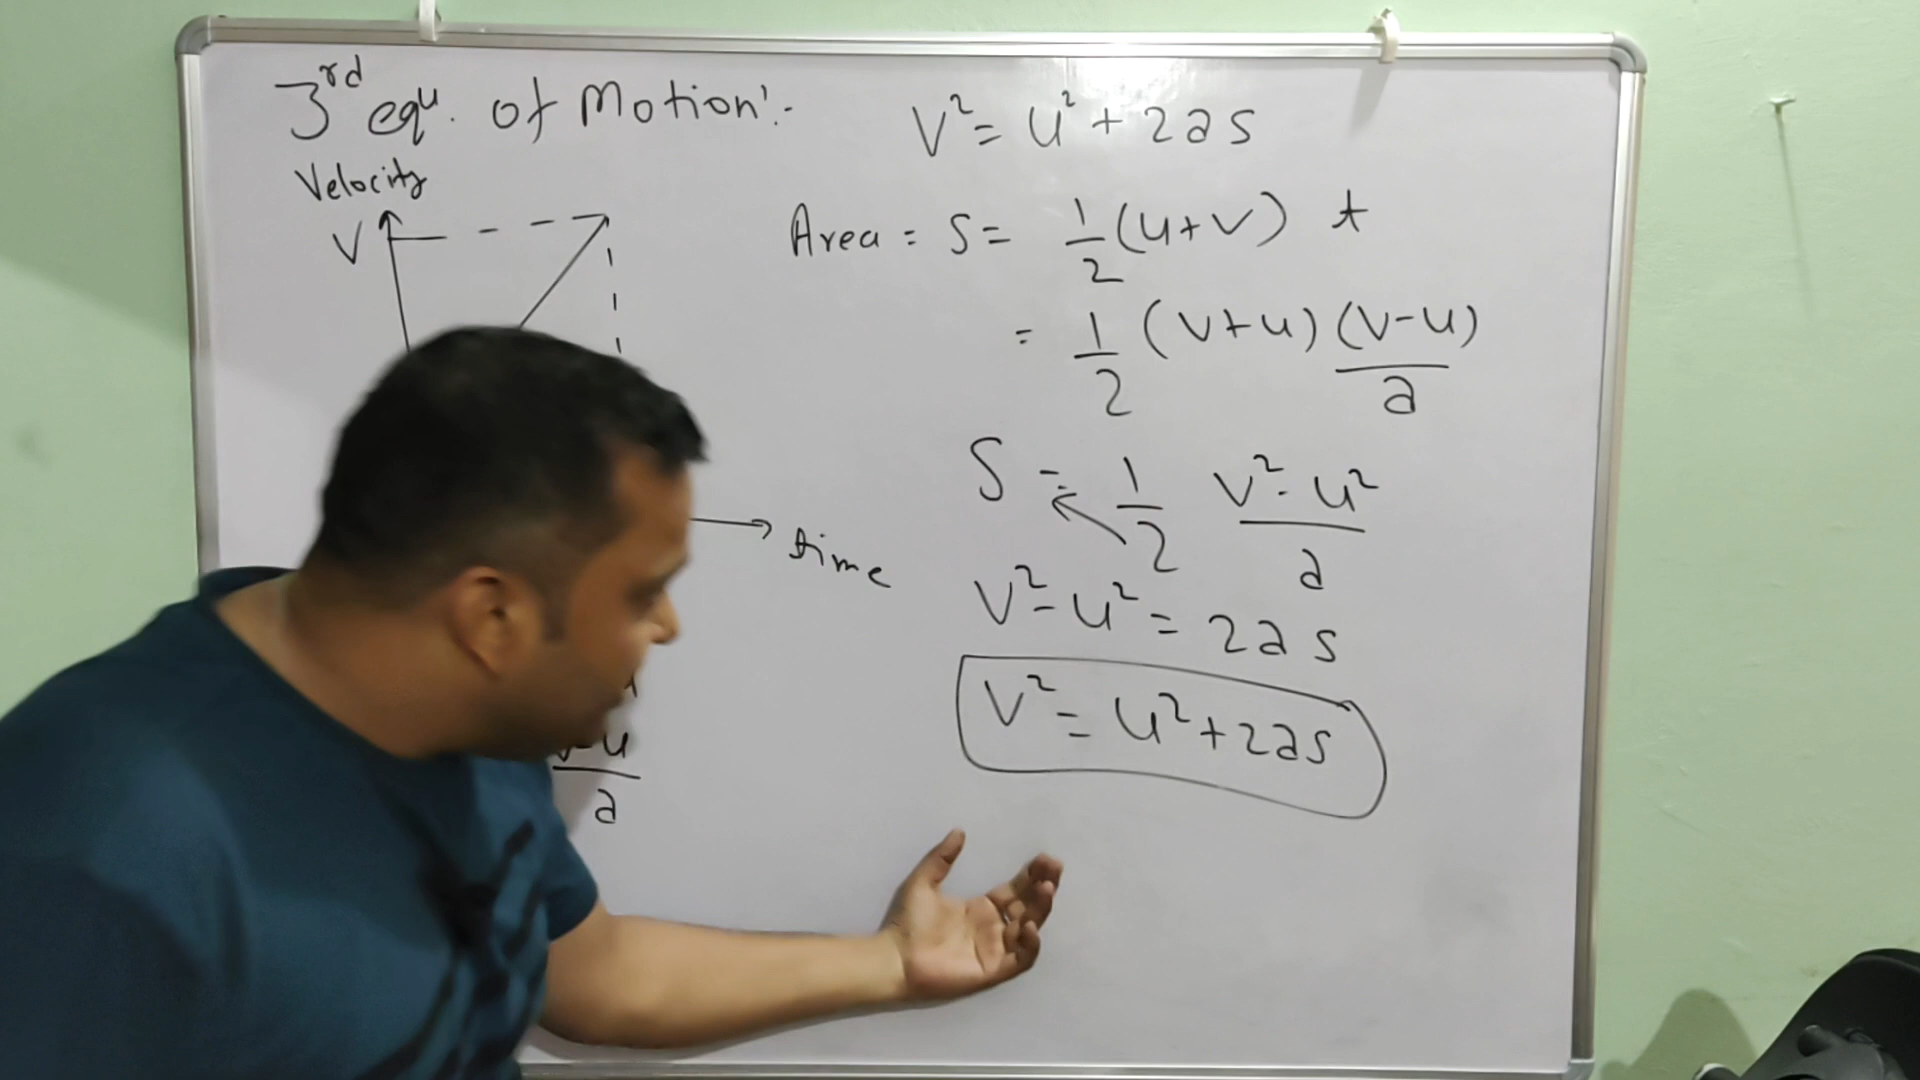 3rd equ. of Motion:-
V² = u² + 2as
Velocity
V
Area = S = 1/2 (u+v) t
= 1/2 (v+u) (v-u)/a
S = 1/2 v²-u²/a
time
V²-u² = 2as
V² = u²+2as
v-u/a